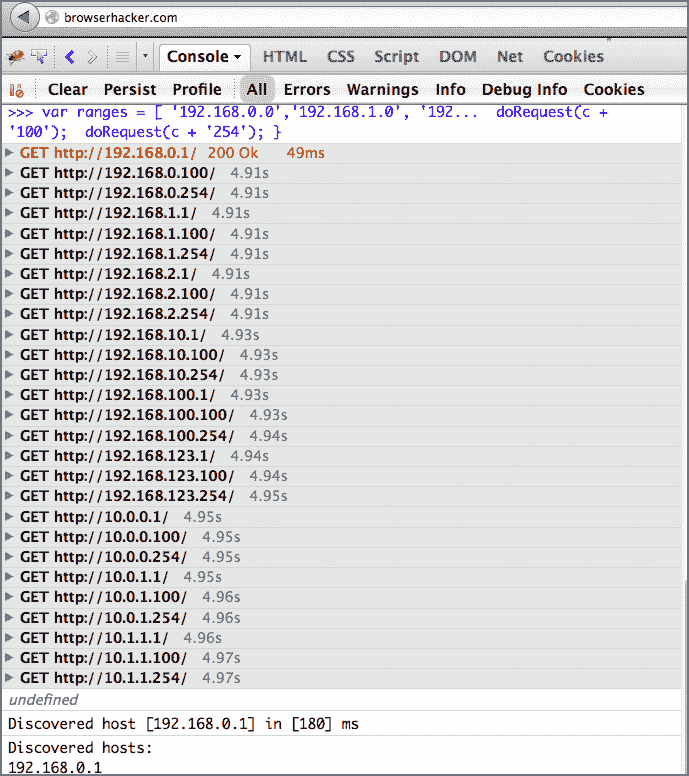 browserhacker.com
Console HTML CSS Script DOM Net Cookies
Clear Persist Profile All Errors Warnings Info Debug Info Cookies
>>> var ranges = [ '192.168.0.0','192.168.1.0', '192... doRequest(c +
'100'); doRequest(c + '254'); }
GET http://192.168.0.1/ 200 Ok 49ms
GET http://192.168.0.100/ 4.91s
GET http://192.168.0.254/ 4.91s
GET http://192.168.1.1/ 4.91s
GET http://192.168.1.100/ 4.91s
GET http://192.168.1.254/ 4.91s
GET http://192.168.2.1/ 4.91s
GET http://192.168.2.100/ 4.91s
GET http://192.168.2.254/ 4.91s
GET http://192.168.10.1/ 4.93s
GET http://192.168.10.100/ 4.93s
GET http://192.168.10.254/ 4.93s
GET http://192.168.100.1/ 4.93s
GET http://192.168.100.100/ 4.93s
GET http://192.168.100.254/ 4.94s
GET http://192.168.123.1/ 4.94s
GET http://192.168.123.100/ 4.94s
GET http://192.168.123.254/ 4.95s
GET http://10.0.0.1/ 4.95s
GET http://10.0.0.100/ 4.95s
GET http://10.0.0.254/ 4.95s
GET http://10.0.1.1/ 4.95s
GET http://10.0.1.100/ 4.96s
GET http://10.0.1.254/ 4.96s
GET http://10.1.1.1/ 4.96s
GET http://10.1.1.100/ 4.97s
GET http://10.1.1.254/ 4.97s
undefined
Discovered host [192.168.0.1] in [180] ms
Discovered hosts:
192.168.0.1